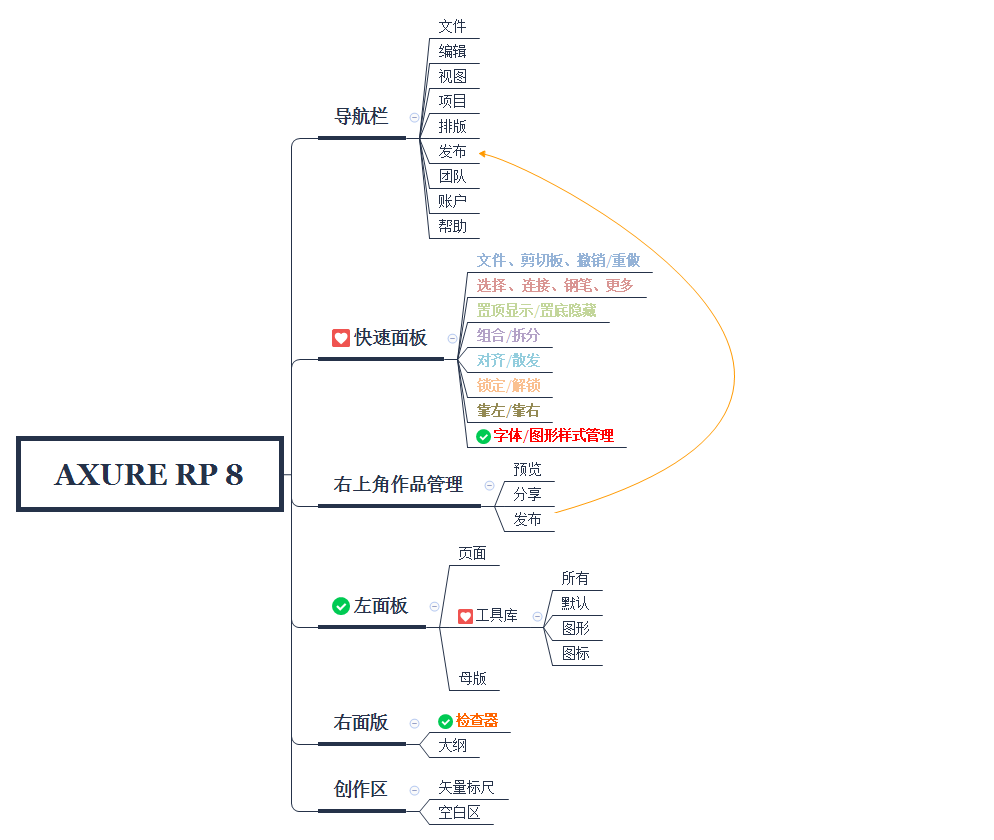 AXURE RP 8
导航栏
文件
编辑
视图
项目
排版
发布
团队
账户
帮助
快速面板
文件、剪切板、撤销/重做
选择、连接、钢笔、更多
置顶显示/置底隐藏
组合/拆分
对齐/散发
锁定/解锁
靠左/靠右
字体/图形样式管理
右上角作品管理
预览
分享
发布
左面板
页面
工具库
所有
默认
图形
图标
母版
右面版
检查器
大纲
创作区
矢量标尺
空白区